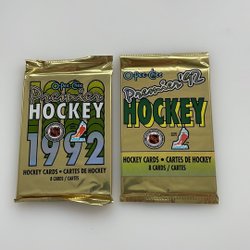 O-Pee-Chee
Premier
HOCKEY
1992
HOCKEY CARDS • CARTES DE HOCKEY
8 CARDS / CARTES
O-Pee-Chee
Premier '92
HOCKEY
HOCKEY CARDS • CARTES DE HOCKEY
8 CARDS / CARTES